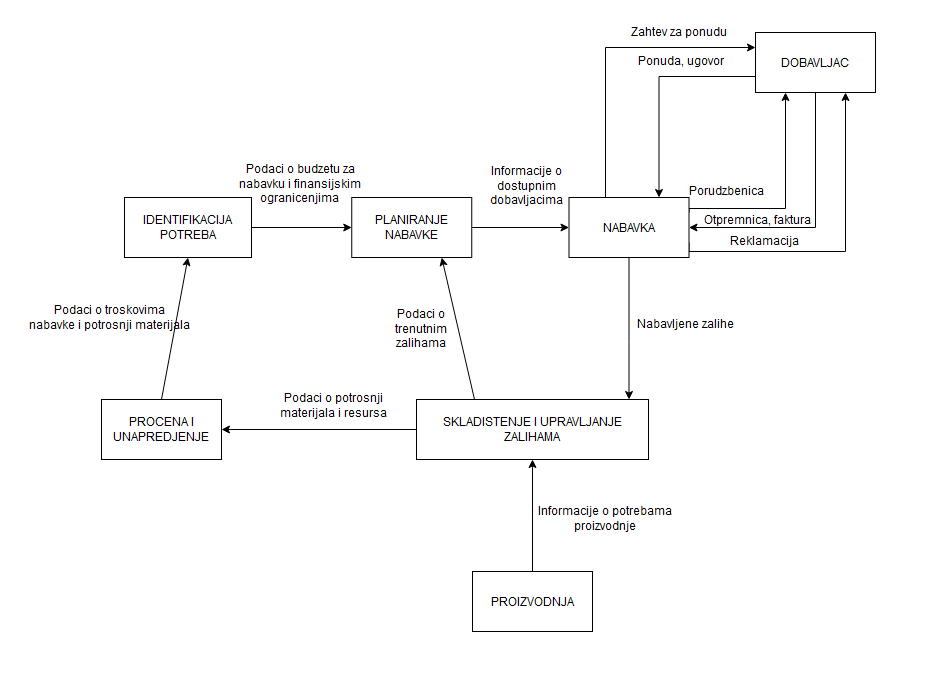 Zahtev za ponudu
Ponuda, ugovor
DOBAVLJAC
Podaci o budzetu za
nabavku i finansijskim
ogranicenjima
Informacije o
dostupnim
dobavljacima
Porudzbenica
IDENTIFIKACIJA
POTREBA
PLANIRANJE
NABAVKE
NABAVKA
Otpremnica, faktura
Reklamacija
Podaci o troskovima
nabavke i potrosnji materijala
Podaci o
trenutnim
zalihama
Nabavljene zalihe
Podaci o potrosnji
materijala i resursa
PROCENA I
UNAPREDJENJE
SKLADISTENJE I UPRAVLJANJE
ZALIHAMA
Informacije o potrebama
proizvodnje
PROIZVODNJA